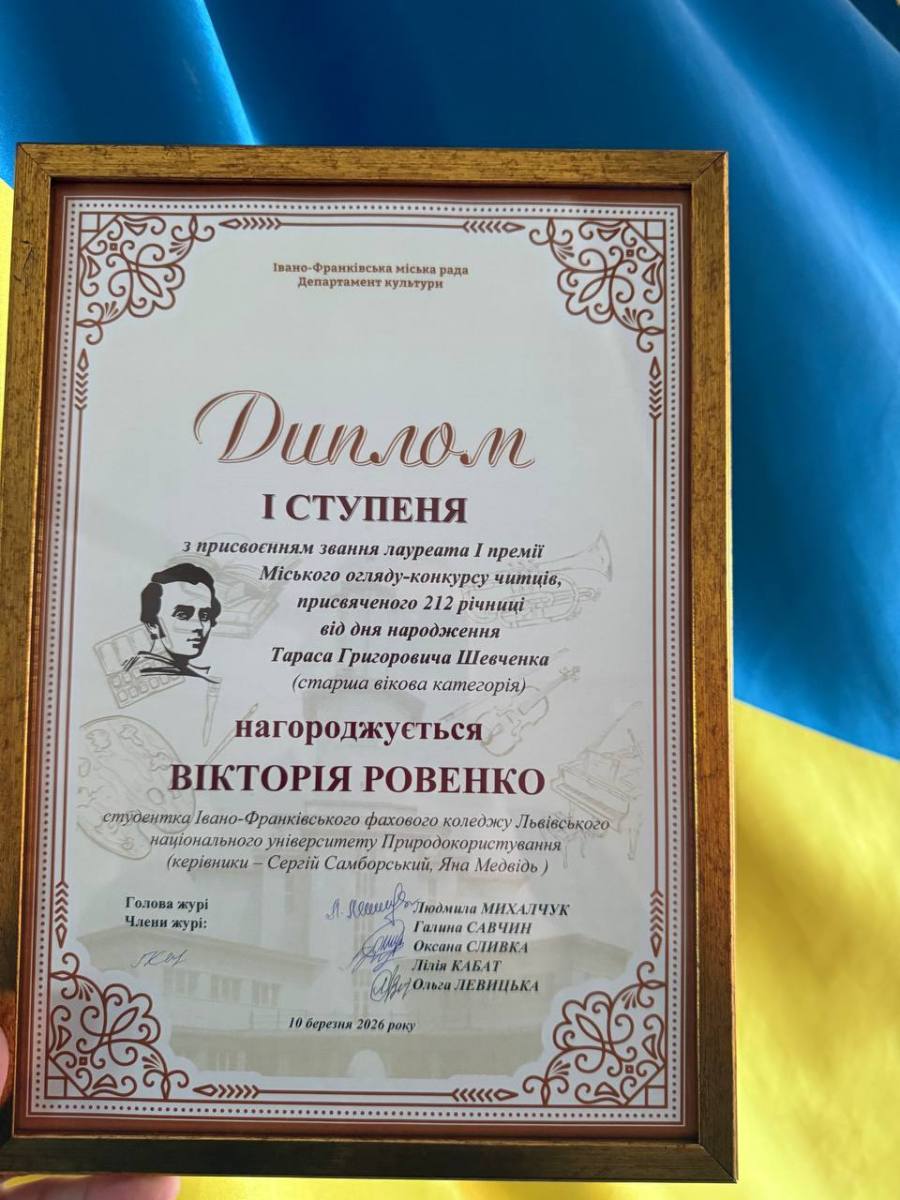 Івано-Франківська міська рада
Департамент культури
Диплом
І СТУПЕНЯ
з присвоєнням звання лауреата І премії
Міського огляду-конкурсу читців,
присвяченого 212 річниці
від дня народження
Тараса Григоровича Шевченка
(старша вікова категорія)
нагороджується
ВІКТОРІЯ РОВЕНКО
студентка Івано-Франківського фахового коледжу Львівського
національного університету Природокористування
(керівники – Сергій Самборський, Яна Медвідь )
Голова журі Людмила МИХАЛЧУК
Члени журі: Галина САВЧИН
Оксана СЛИВКА
Лілія КАБАТ
Ольга ЛЕВИЦЬКА
10 березня 2026 року